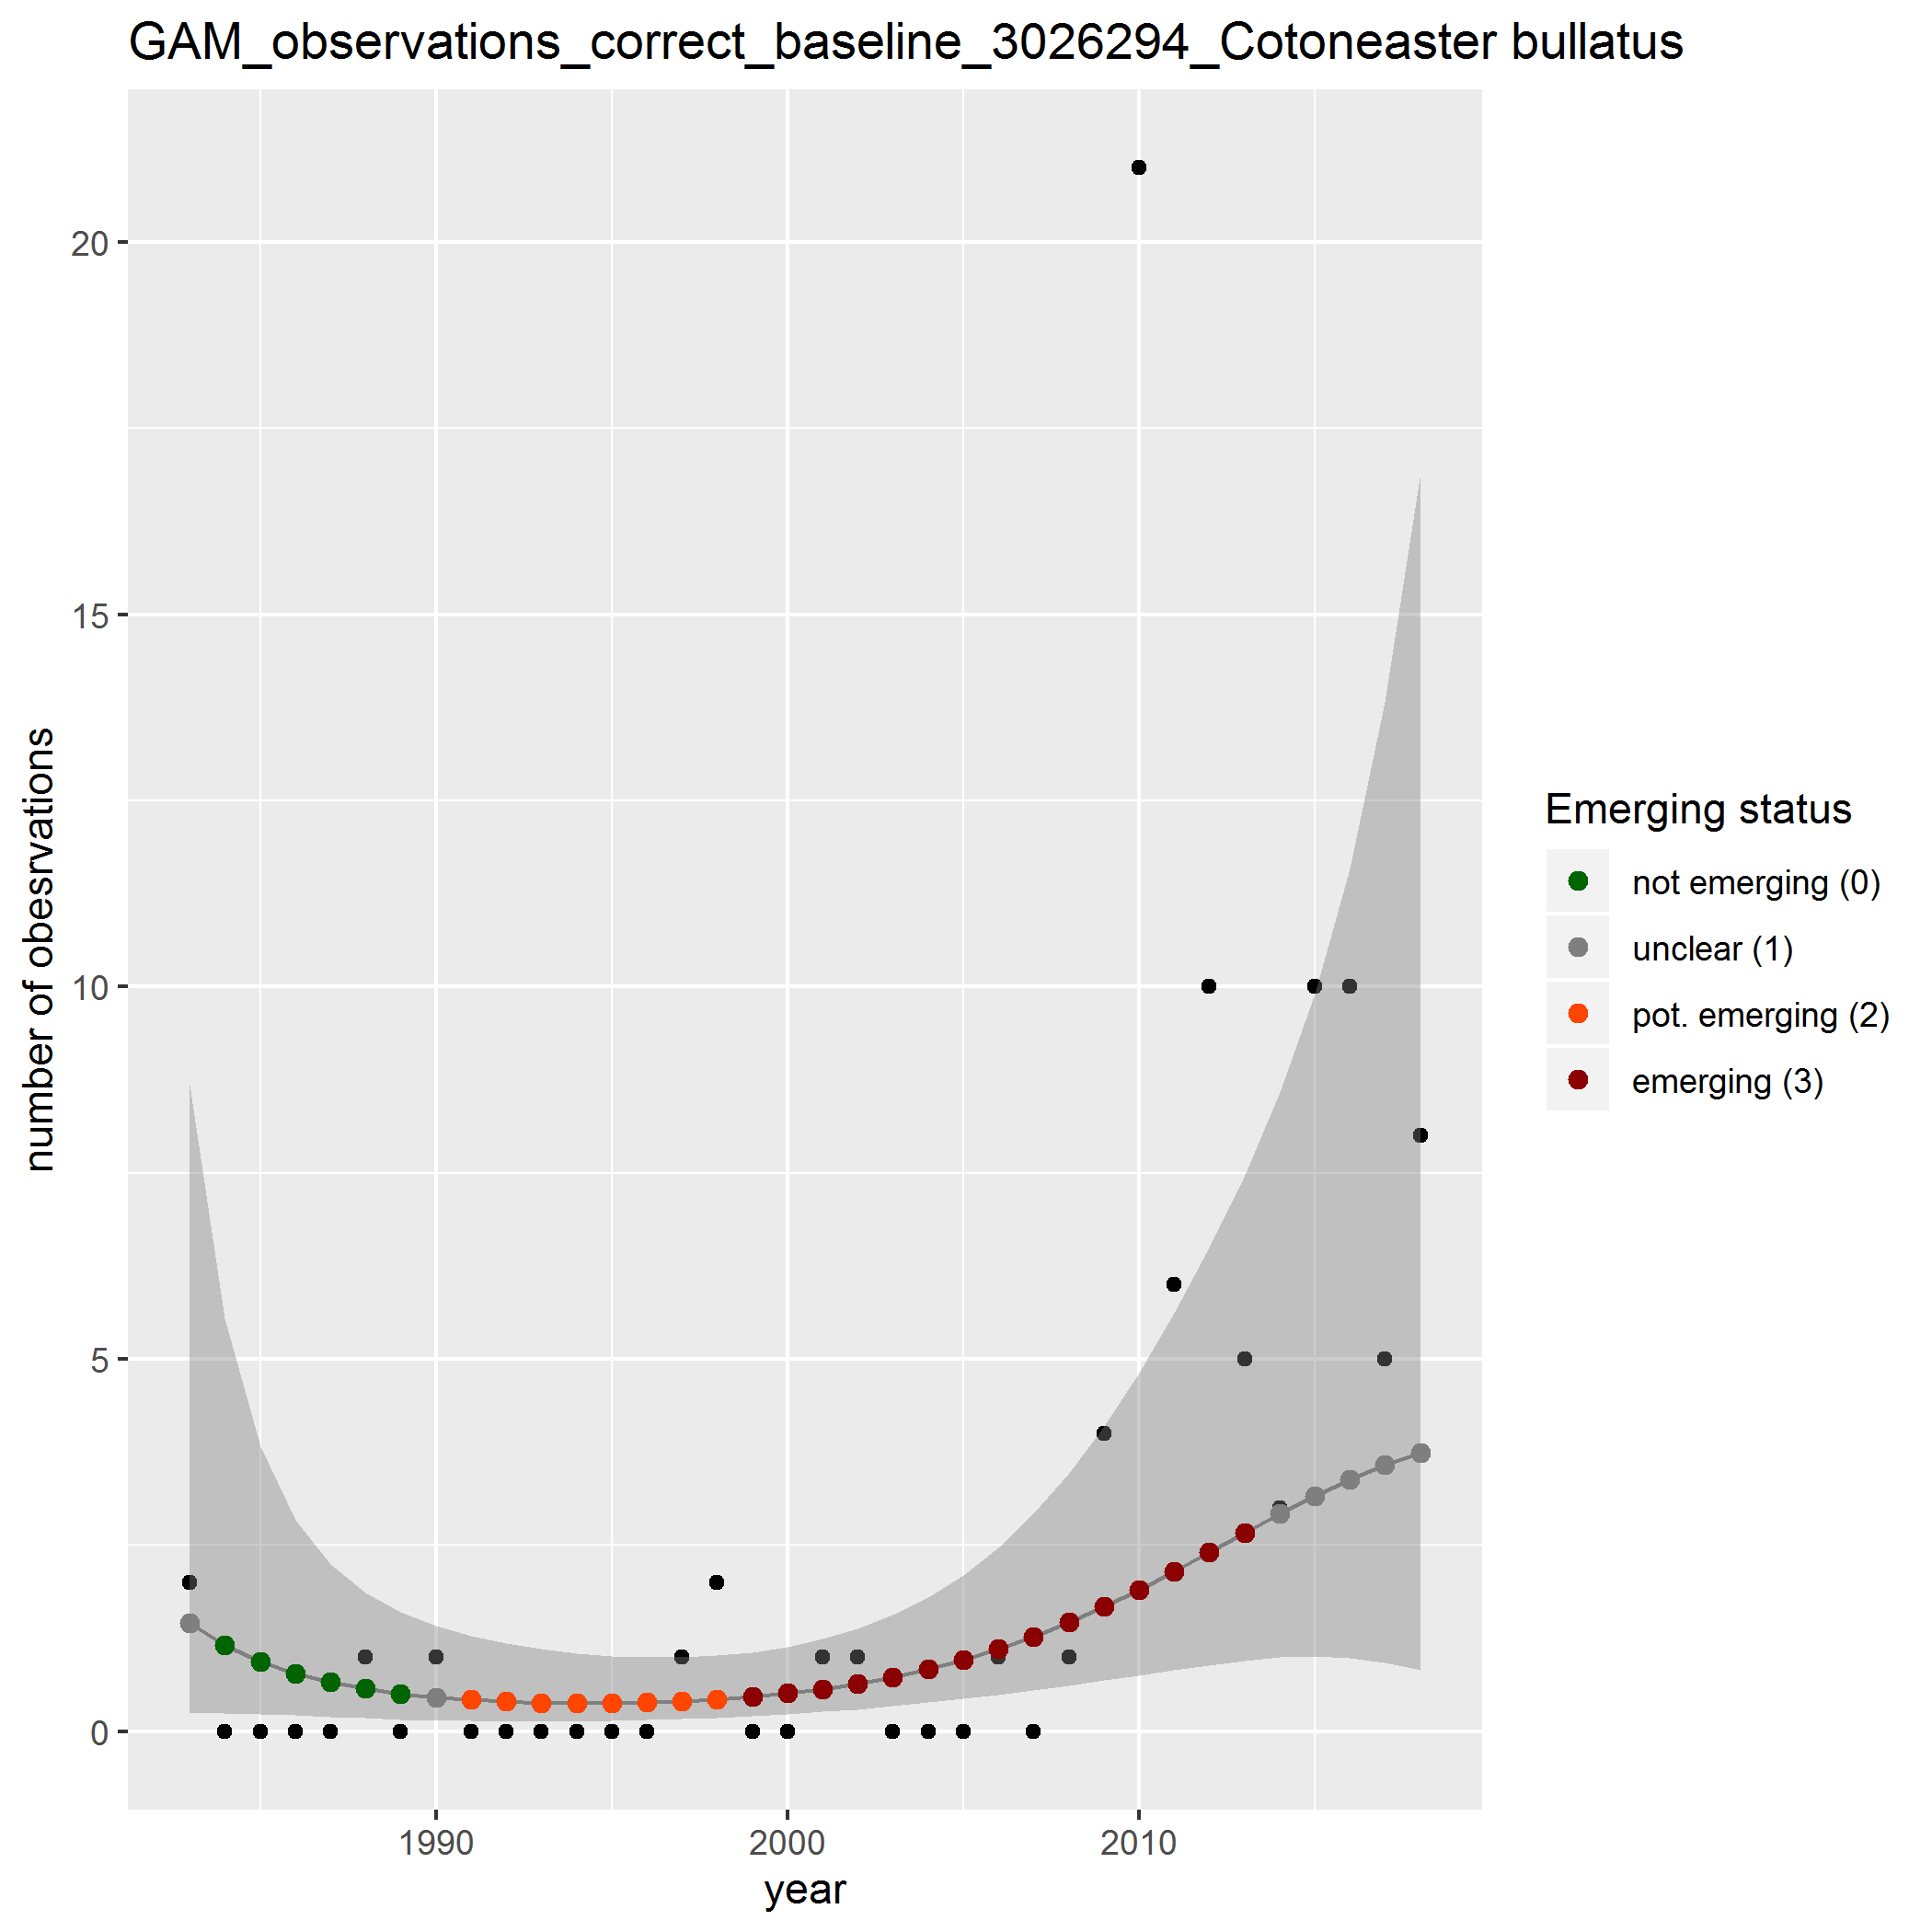 GAM_observations_correct_baseline_3026294_Cotoneaster bullatus
number of obesrvations
20
15
10
5
0
1990
2000
2010
year
Emerging status
not emerging (0)
unclear (1)
pot. emerging (2)
emerging (3)